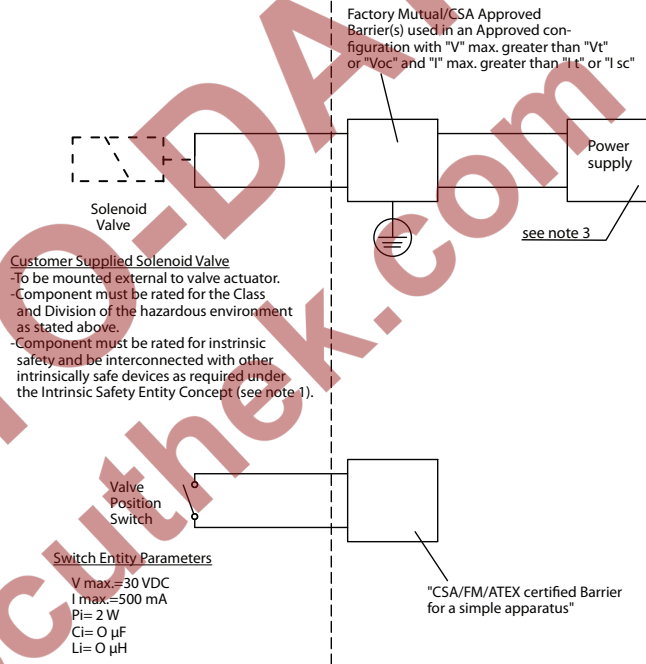 Factory Mutual/CSA Approved
Barrier(s) used in an Approved con-
figuration with "V" max. greater than "Vt"
or "Voc" and "I" max. greater than "I t" or "I sc"
Power
supply
Solenoid
Valve
see note 3
Customer Supplied Solenoid Valve
-To be mounted external to valve actuator.
-Component must be rated for the Class
and Division of the hazardous environment
as stated above.
-Component must be rated for instrinsic
safety and be interconnected with other
intrinsically safe devices as required under
the Intrinsic Safety Entity Concept (see note 1).
Valve
Position
Switch
Switch Entity Parameters
V max.=30 VDC
I max.=500 mA
Pi= 2 W
Ci= O µF
Li= O µH
"CSA/FM/ATEX certified Barrier
for a simple apparatus"
O-DA
cuthek.com